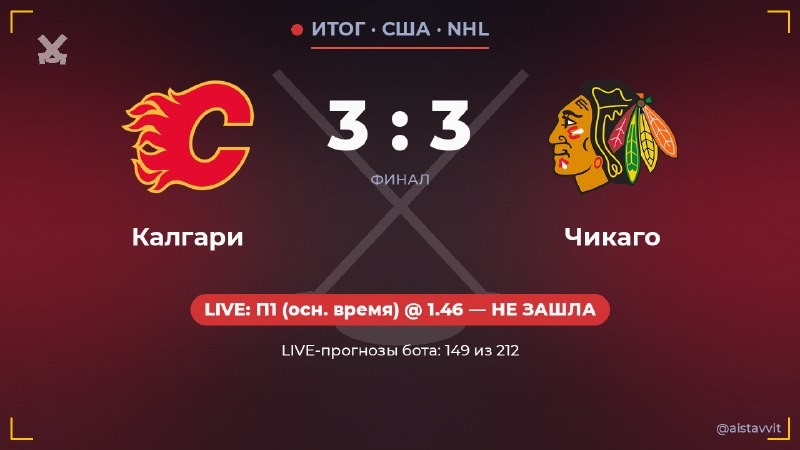 ИТОГ · США · NHL
3 : 3
ФИНАЛ
Калгари
Чикаго
LIVE: П1 (осн. время) @ 1.46 — НЕ ЗАШЛА
LIVE-прогнозы бота: 149 из 212
@aistavvit